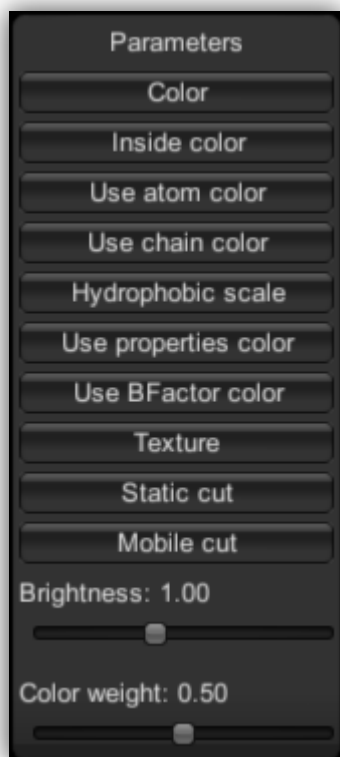 Parameters
Color
Inside color
Use atom color
Use chain color
Hydrophobic scale
Use properties color
Use BFactor color
Texture
Static cut
Mobile cut
Brightness: 1.00
Color weight: 0.50